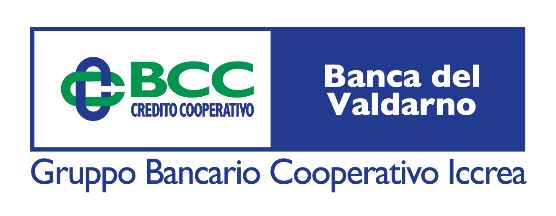 BCC
CREDITO COOPERATIVO
Banca del
Valdarno
Gruppo Bancario Cooperativo Iccrea